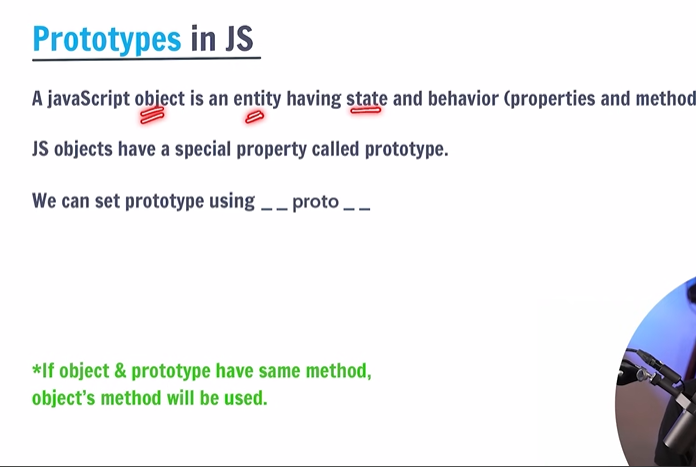 Prototypes in JS
A javaScript object is an entity having state and behavior (properties and method
JS objects have a special property called prototype.
We can set prototype using __proto__
*If object & prototype have same method,
object's method will be used.